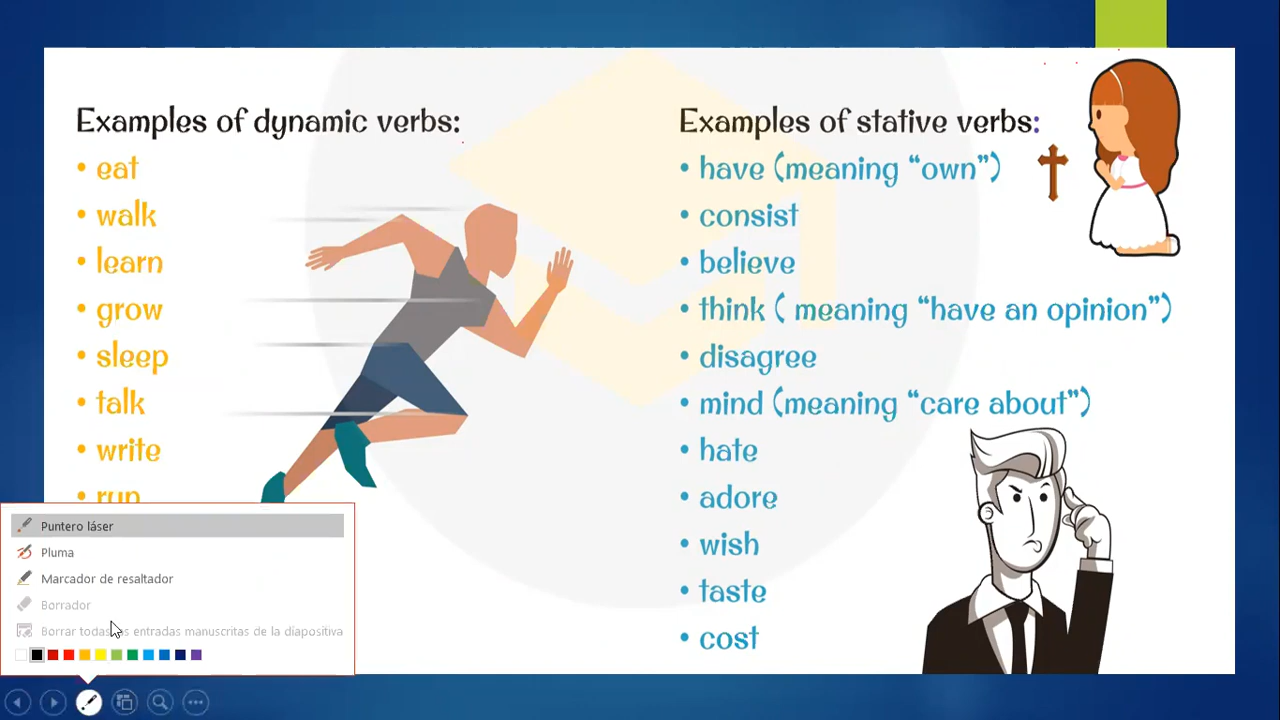 Examples of dynamic verbs:
• eat
• walk
• learn
• grow
• sleep
• talk
• write
• run
Examples of stative verbs:
• have (meaning “own”)
• consist
• believe
• think ( meaning “have an opinion”)
• disagree
• mind (meaning “care about”)
• hate
• adore
• wish
• taste
• cost
Puntero láser
Pluma
Marcador de resaltador
Borrador
Borrar todas las entradas manuscritas de la diapositiva